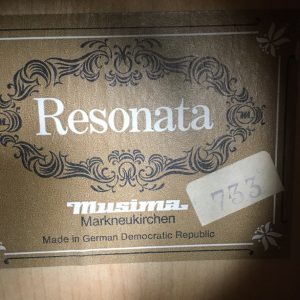 Resonata
musima
Markneukirchen
733
Made in German Democratic Republic